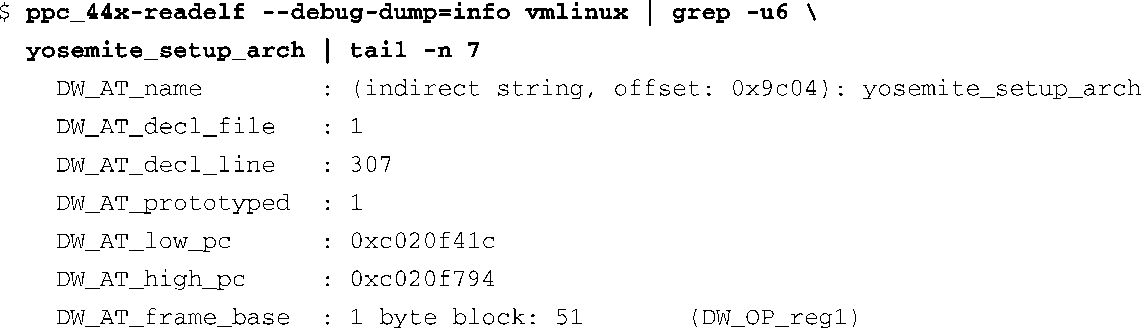 $ ppc_44x-readelf --debug-dump=info vmlinux | grep -u6 \
yosemite_setup_arch | tail -n 7
DW_AT_name : (indirect string, offset: 0x9c04): yosemite_setup_arch
DW_AT_decl_file : 1
DW_AT_decl_line : 307
DW_AT_prototyped : 1
DW_AT_low_pc : 0xc020f41c
DW_AT_high_pc : 0xc020f794
DW_AT_frame_base : 1 byte block: 51 (DW_OP_reg1)